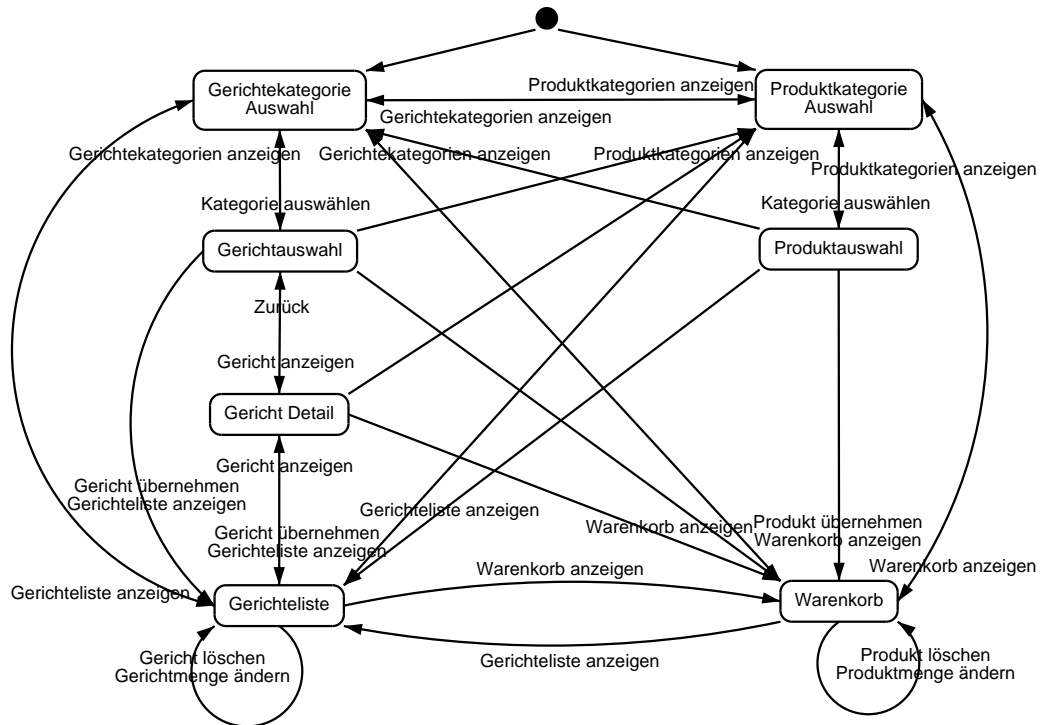 Gerichtekategorie
Auswahl
Produktkategorie
Auswahl
Produktkategorien anzeigen
Gerichtekategorien anzeigen
Gerichtekategorien anzeigen
Gerichtekategorien anzeigen
Produktkategorien anzeigen
Produktkategorien anzeigen
Kategorie auswählen
Kategorie auswählen
Gerichtauswahl
Produktauswahl
Zurück
Gericht anzeigen
Gericht Detail
Gericht anzeigen
Gericht übernehmen
Gerichteliste anzeigen
Gerichteliste anzeigen
Gericht übernehmen
Gerichteliste anzeigen
Warenkorb anzeigen
Produkt übernehmen
Warenkorb anzeigen
Warenkorb anzeigen
Warenkorb anzeigen
Gerichteliste anzeigen
Gerichteliste
Warenkorb
Gerichteliste anzeigen
Gericht löschen
Gerichtmenge ändern
Produkt löschen
Produktmenge ändern